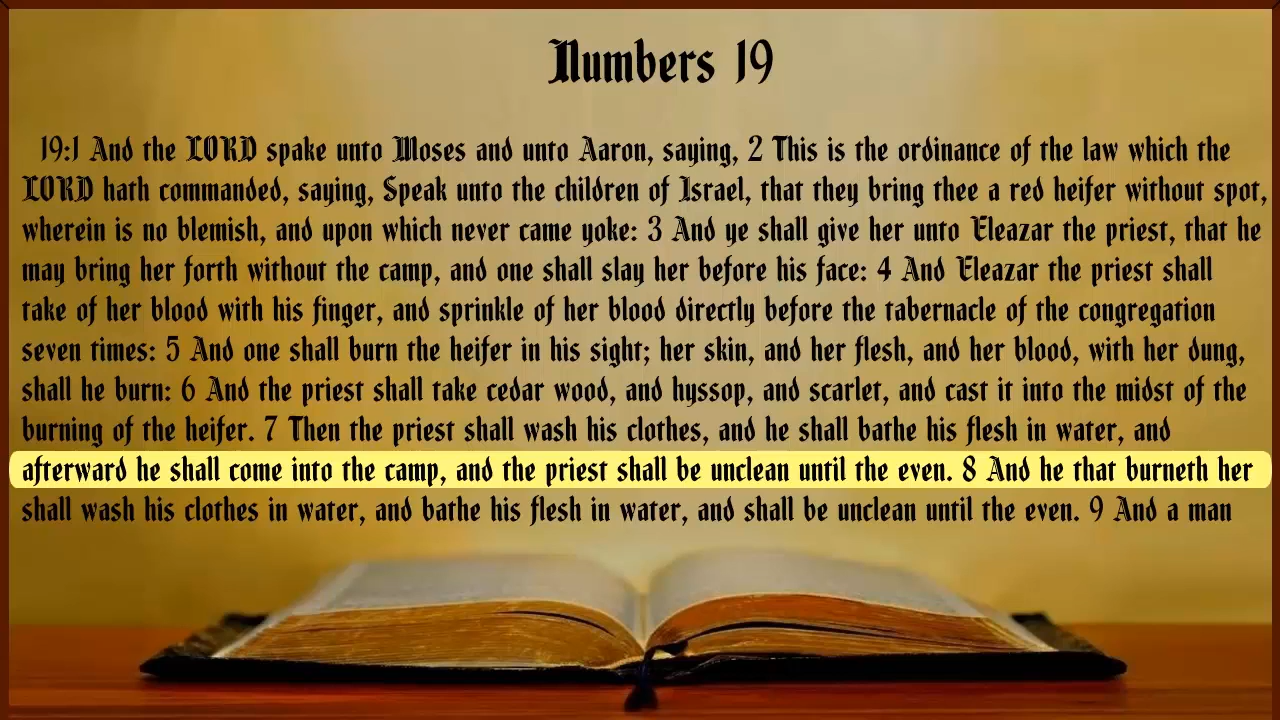 Numbers 19
19:1 And the LORD spake unto Moses and unto Aaron, saying, 2 This is the ordinance of the law which the
LORD hath commanded, saying, Speak unto the children of Israel, that they bring thee a red heifer without spot,
wherein is no blemish, and upon which never came yoke: 3 And ye shall give her unto Eleazar the priest, that he
may bring her forth without the camp, and one shall slay her before his face: 4 And Eleazar the priest shall
take of her blood with his finger, and sprinkle of her blood directly before the tabernacle of the congregation
seven times: 5 And one shall burn the heifer in his sight; her skin, and her flesh, and her blood, with her dung,
shall he burn: 6 And the priest shall take cedar wood, and hyssop, and scarlet, and cast it into the midst of the
burning of the heifer. 7 Then the priest shall wash his clothes, and he shall bathe his flesh in water, and
afterward he shall come into the camp, and the priest shall be unclean until the even. 8 And he that burneth her
shall wash his clothes in water, and bathe his flesh in water, and shall be unclean until the even. 9 And a man